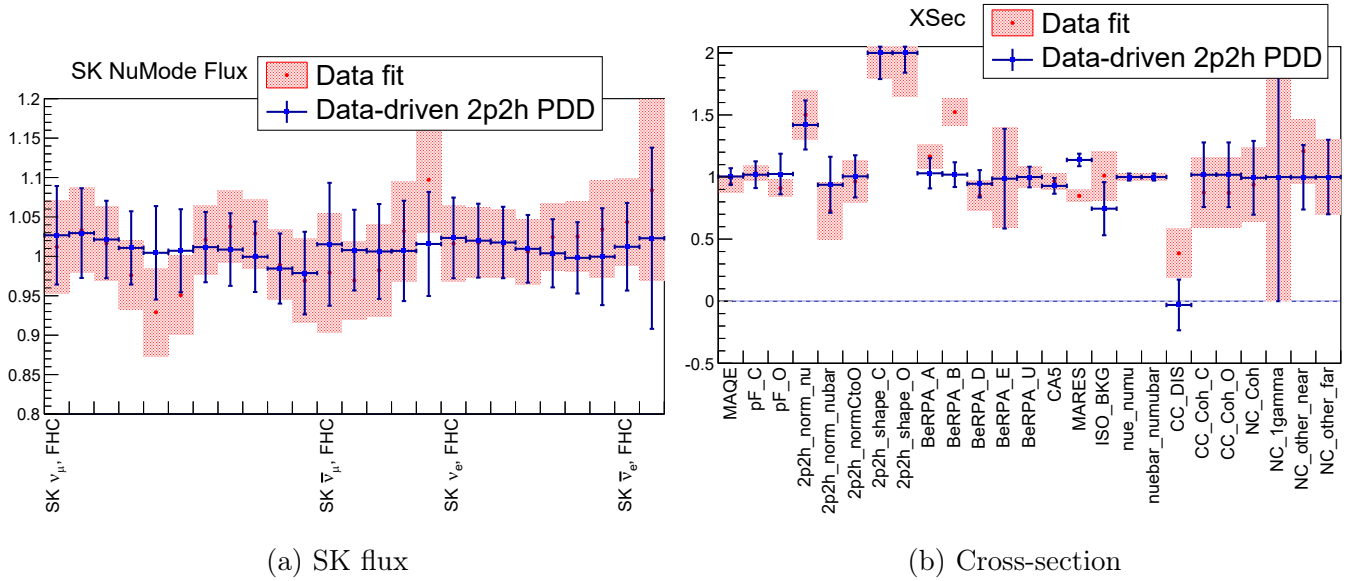 SK NuMode Flux
Data fit
Data-driven 2p2h PDD
1.2
1.15
1.1
1.05
1
0.95
0.9
0.85
0.8
SK ν_μ, FHC
SK ν̅_μ, FHC
SK ν_e, FHC
SK ν̅_e, FHC
(a) SK flux
XSec
Data fit
Data-driven 2p2h PDD
2
1.5
1
0.5
0
-0.5
MAQE
pF_C
pF_O
2p2h_norm_nu
2p2h_norm_nubar
2p2h_normCtoO
2p2h_shape_C
2p2h_shape_O
BeRPA_A
BeRPA_B
BeRPA_D
BeRPA_E
BeRPA_U
CA5
MARES
ISO_BKG
nue_numu
nuebar_numubar
CC_DIS
CC_Coh_C
CC_Coh_O
NC_Coh
NC_1gamma
NC_other_near
NC_other_far
(b) Cross-section